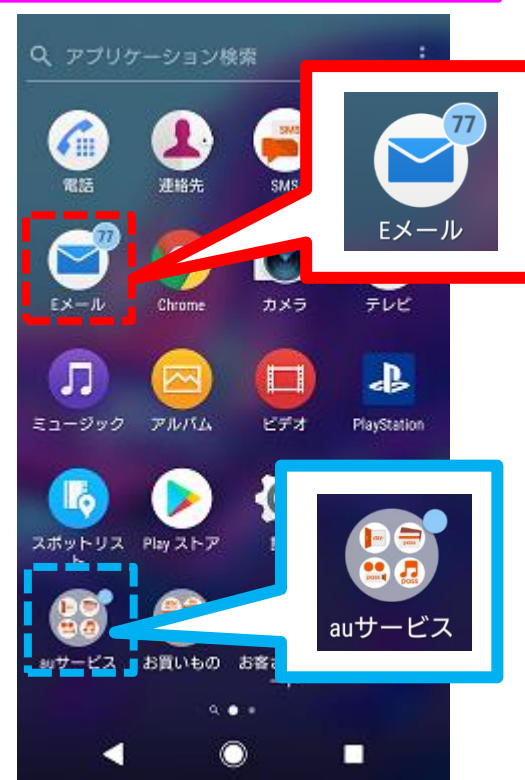 アプリケーション検索
電話
連絡先
SMS
77
Eメール
77
Eメール
Chrome
カメラ
テレビ
ミュージック
アルバム
ビデオ
PlayStation
スポットリス
ト
Play ストア
auサービス
お買いもの
お客さ
auサービス